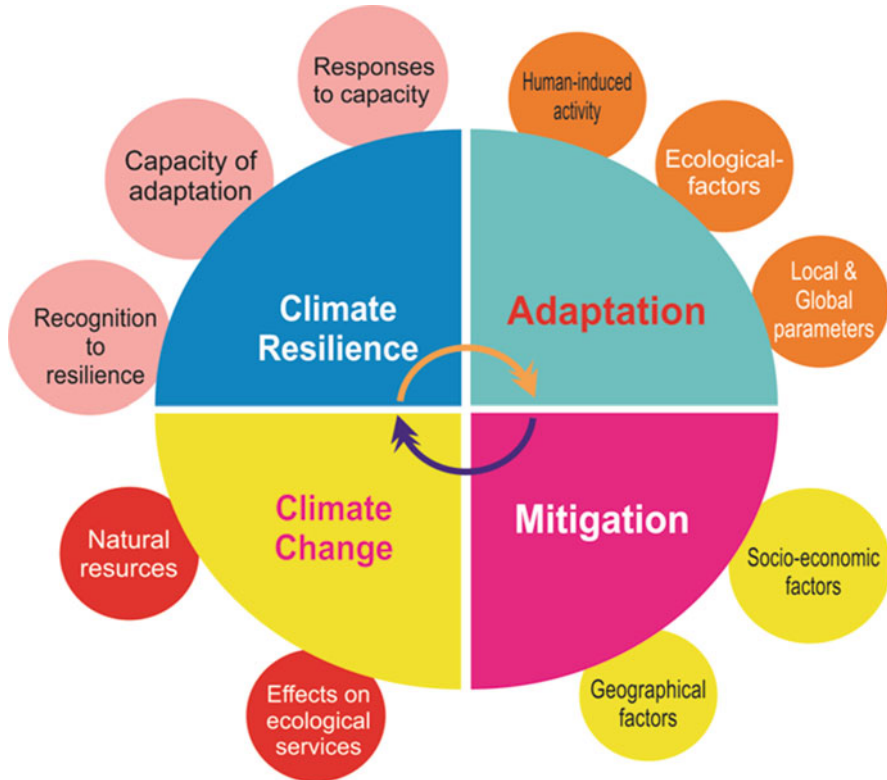 Responses
to capacity
Human-induced
activity
Capacity of
adaptation
Ecological-
factors
Local &
Global
parameters
Recognition
to
resilience
Climate
Resilience
Adaptation
Climate
Change
Mitigation
Natural
resurces
Socio-economic
factors
Effects on
ecological
services
Geographical
factors